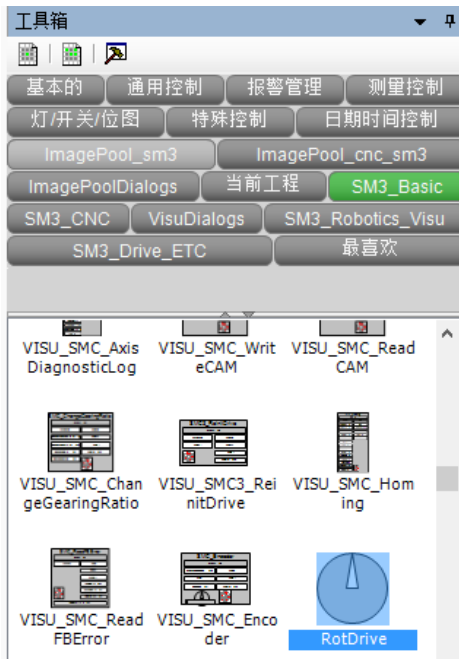 工具箱
基本的 通用控制 报警管理 测量控制
灯/开关/位图 特殊控制 日期时间控制
ImagePool_sm3 ImagePool_cnc_sm3
ImagePoolDialogs 当前工程 SM3_Basic
SM3_CNC VisuDialogs SM3_Robotics_Visu
SM3_Drive_ETC 最喜欢
VISU_SMC_Axis VISU_SMC_Writ VISU_SMC_Read
DiagnosticLog eCAM CAM
VISU_SMC_Chan VISU_SMC3_Rei VISU_SMC_Hom
geGearingRatio nitDrive ing
VISU_SMC_Read VISU_SMC_Enco RotDrive
FBError der